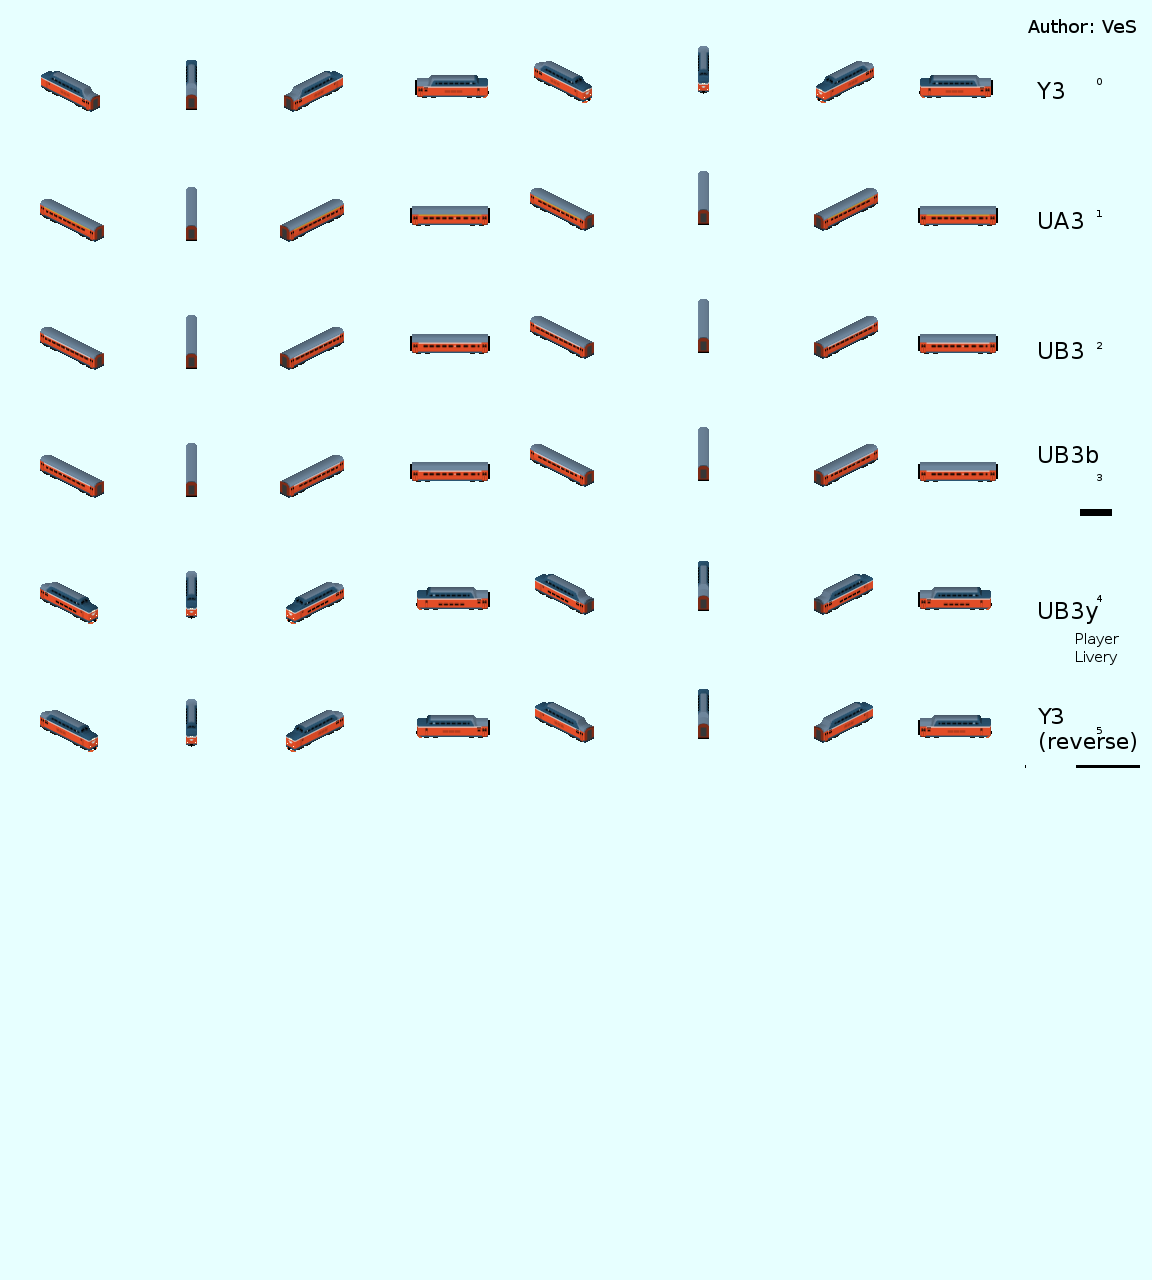 Author: VeS
Y3 0
UA3 1
UB3 2
UB3b
3
UB3y 4
Player
Livery
Y3
(reverse) 5